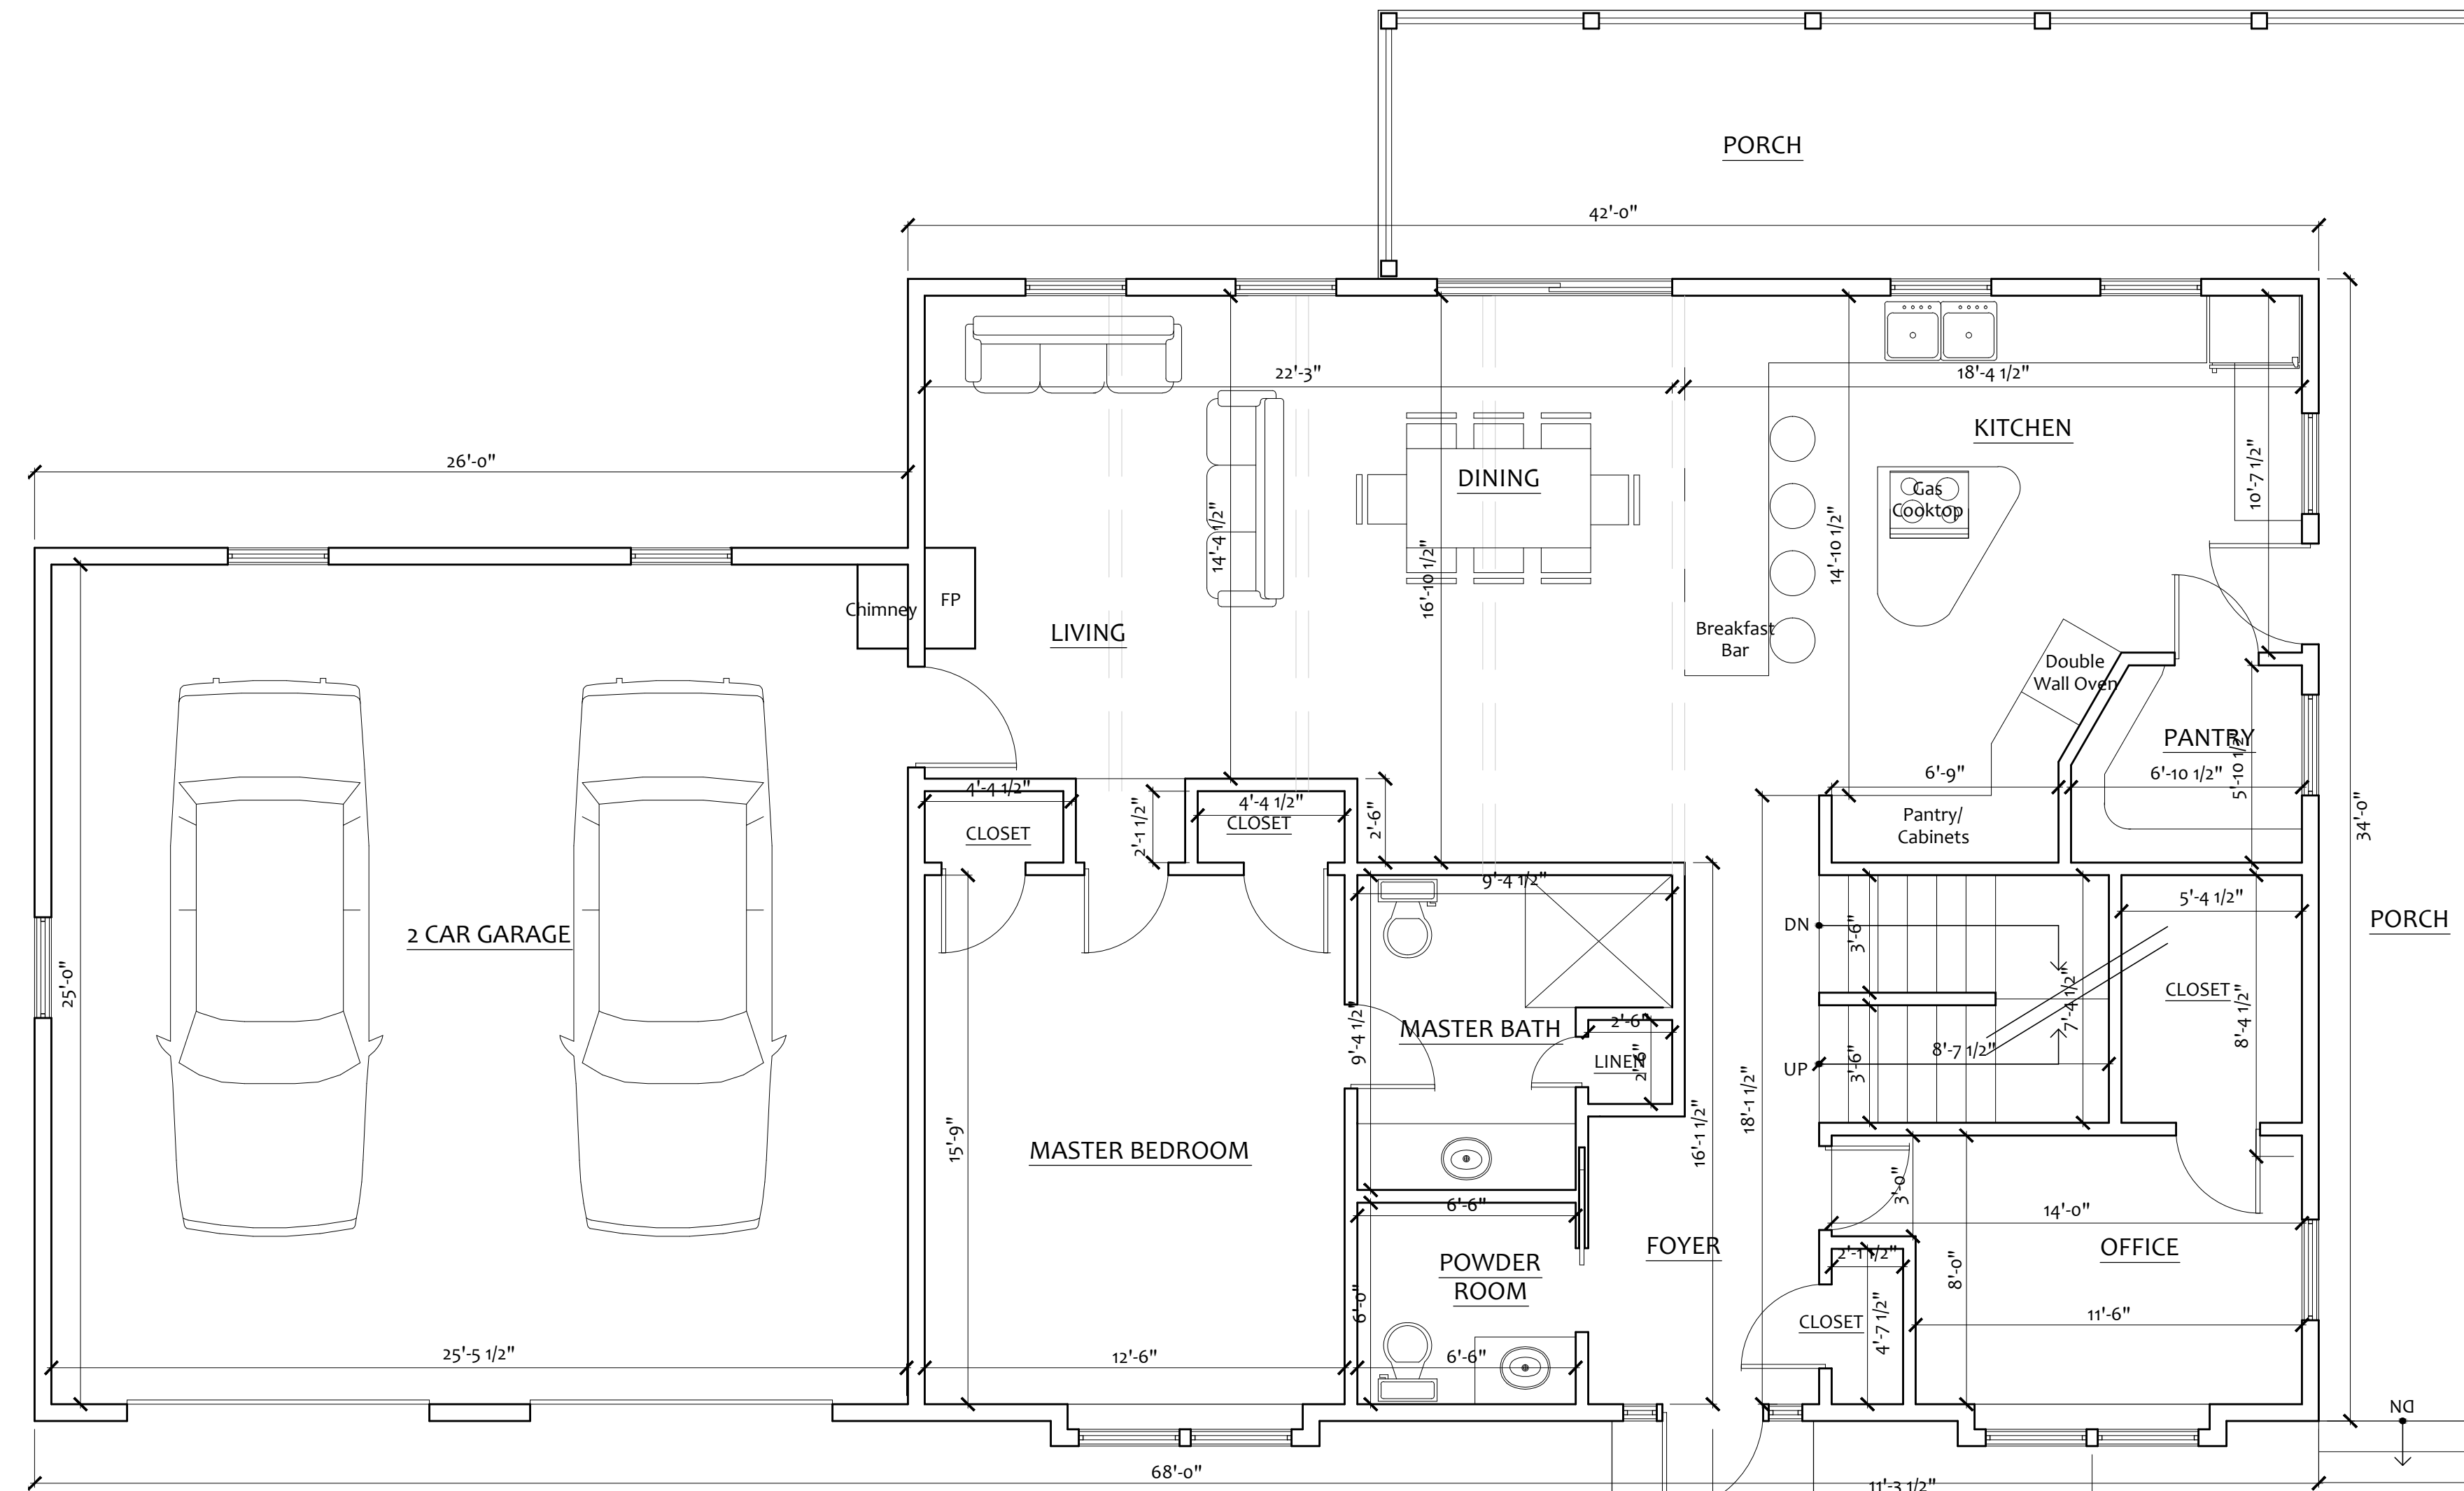 PORCH
42'-0"
22'-3"
18'-4 1/2"
KITCHEN
26'-0"
DINING
10'-7 1/2"
Gas
Cooktop
14'-4 1/2"
16'-10 1/2"
14'-10 1/2"
Chimney
FP
LIVING
Breakfast
Bar
Double
Wall Oven
PANTRY
5'-10 1/2"
6'-9"
6'-10 1/2"
4'-4 1/2"
4'-4 1/2"
2'-1 1/2"
2'-6"
CLOSET
CLOSET
Pantry/
Cabinets
34'-0"
9'-4 1/2"
5'-4 1/2"
PORCH
2 CAR GARAGE
25'-0"
DN
3'-6"
7'-4 1/2"
CLOSET
8'-4 1/2"
MASTER BATH
9'-4 1/2"
2'-6"
LINEN
2'-6"
8'-7 1/2"
UP
3'-6"
18'-1 1/2"
16'-1 1/2"
15'-9"
MASTER BEDROOM
3'-0"
6'-6"
14'-0"
FOYER
OFFICE
2'-1 1/2"
POWDER
ROOM
8'-0"
6'-0"
CLOSET
4'-7 1/2"
11'-6"
25'-5 1/2"
12'-6"
6'-6"
DN
68'-0"
11'-3 1/2"